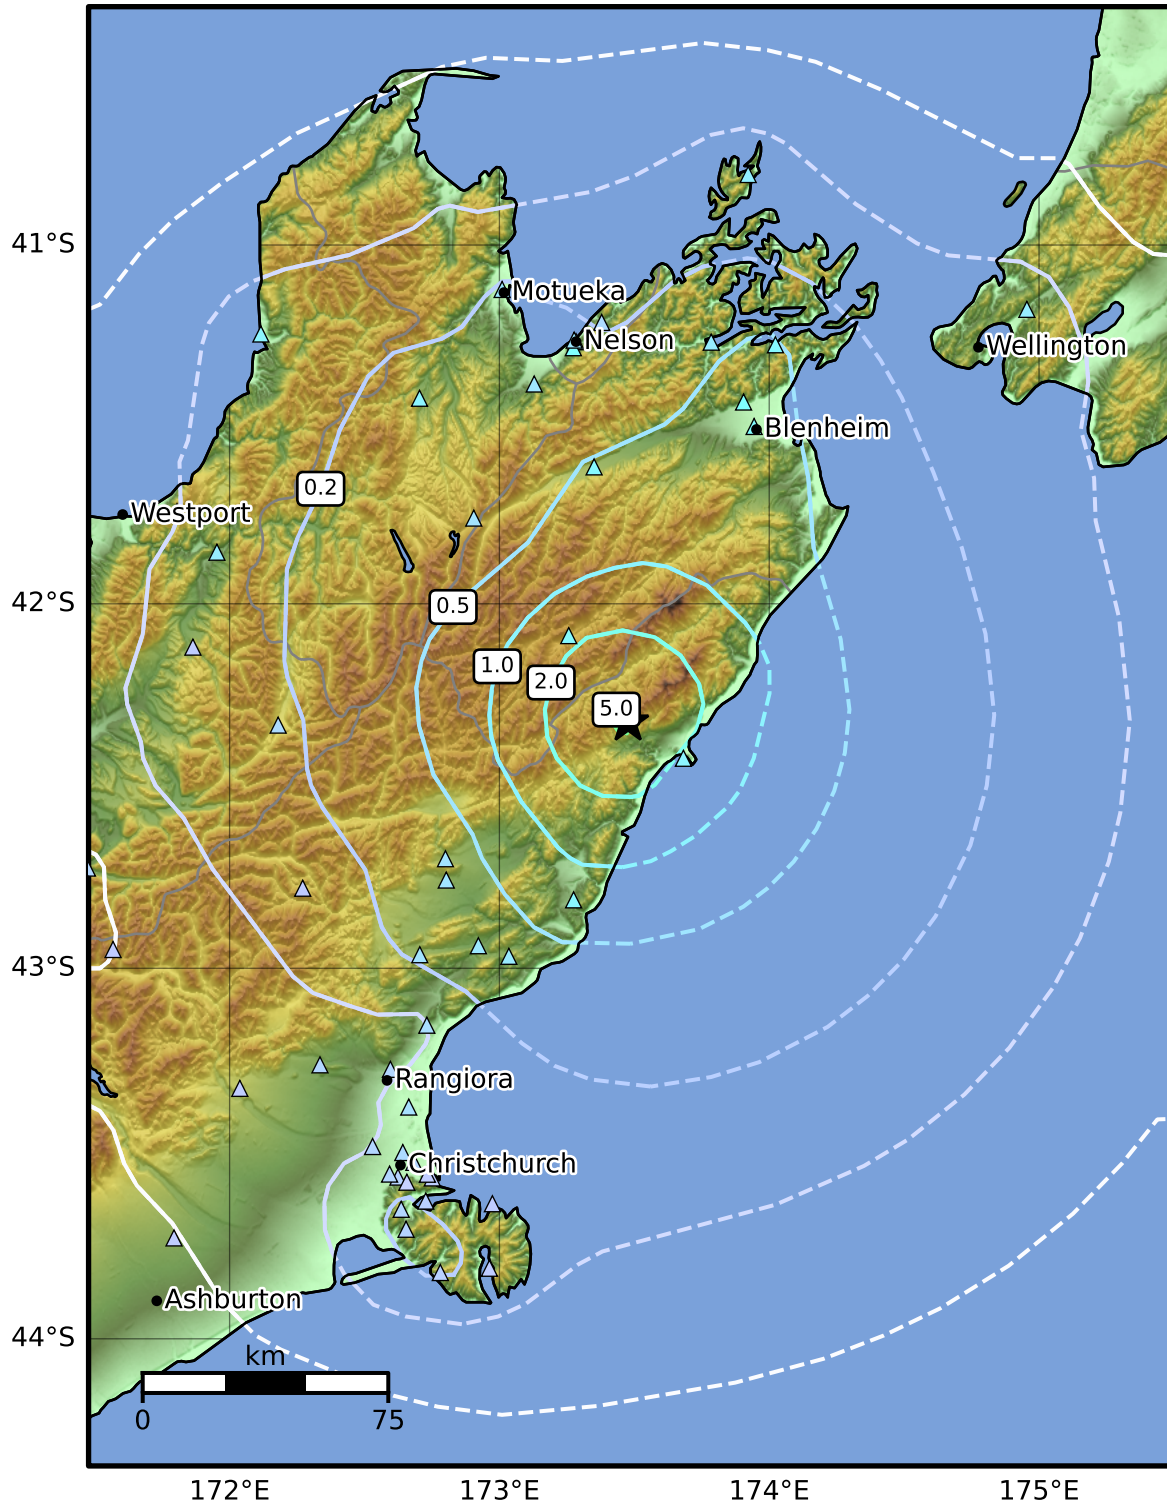 41°S
Motueka
Nelson
Wellington
Blenheim
0.2
Westport
42°S
0.5
1.0
2.0
5.0
43°S
Rangiora
Christchurch
Ashburton
44°S
km
0
75
172°E
173°E
174°E
175°E